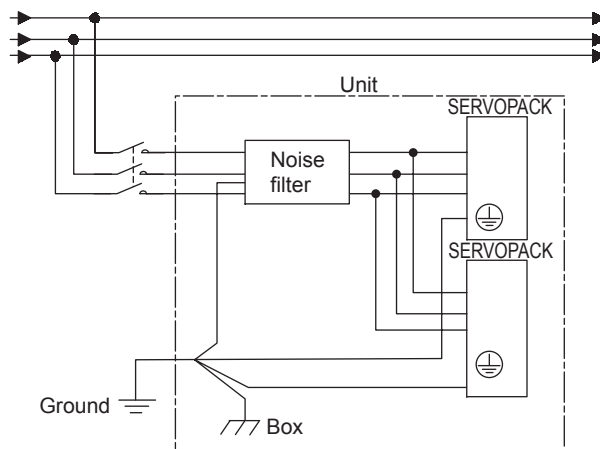 Unit
SERVOPACK
Noise
filter
SERVOPACK
Ground
Box